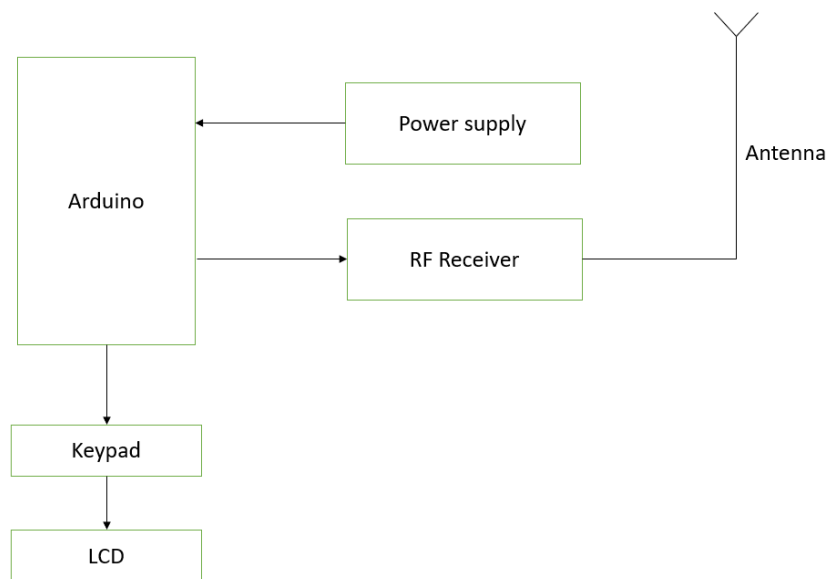 Power supply
Antenna
Arduino
RF Receiver
Keypad
LCD